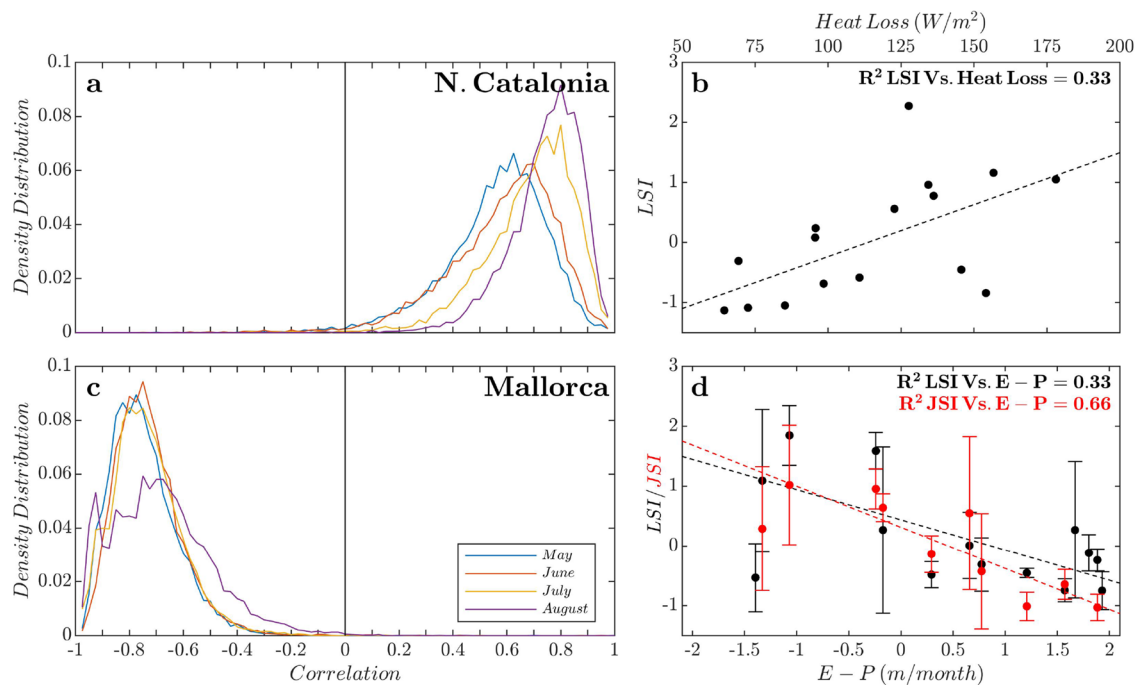 a
N. Catalonia
Density Distribution
0.1
0.08
0.06
0.04
0.02
0
Heat Loss (W/m²)
50 75 100 125 150 175 200
b
R² LSI Vs. Heat Loss = 0.33
LSI
3
2
1
0
-1
c
Mallorca
Density Distribution
0.1
0.08
0.06
0.04
0.02
0
May
June
July
August
-1 -0.8 -0.6 -0.4 -0.2 0 0.2 0.4 0.6 0.8 1
Correlation
d
R² LSI Vs. E − P = 0.33
R² JSI Vs. E − P = 0.66
LSI/JSI
3
2
1
0
-1
-2 -1.5 -1 -0.5 0 0.5 1 1.5 2
E − P (m/month)